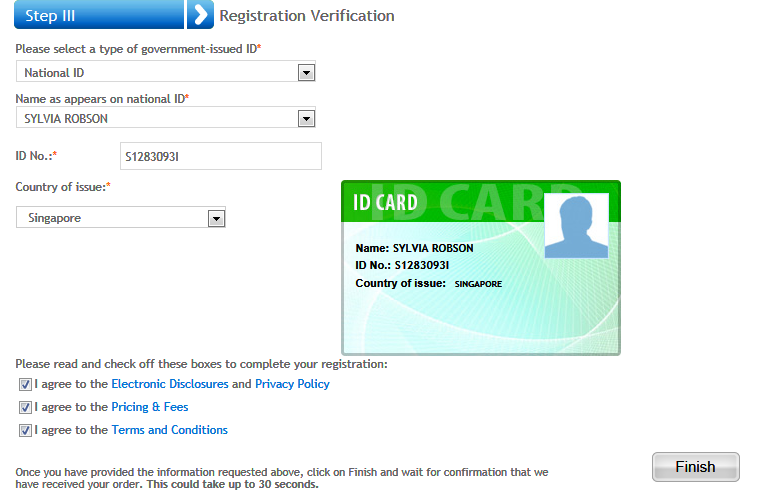 Step III Registration Verification
Please select a type of government-issued ID*
National ID
Name as appears on national ID*
SYLVIA ROBSON
ID No.:* S1283093I
Country of issue:*
Singapore
ID CARD ID CARD
Name: SYLVIA ROBSON
ID No.: S1283093I
Country of issue: SINGAPORE
Please read and check off these boxes to complete your registration:
I agree to the Electronic Disclosures and Privacy Policy
I agree to the Pricing & Fees
I agree to the Terms and Conditions
Finish
Once you have provided the information requested above, click on Finish and wait for confirmation that we
have received your order. This could take up to 30 seconds.